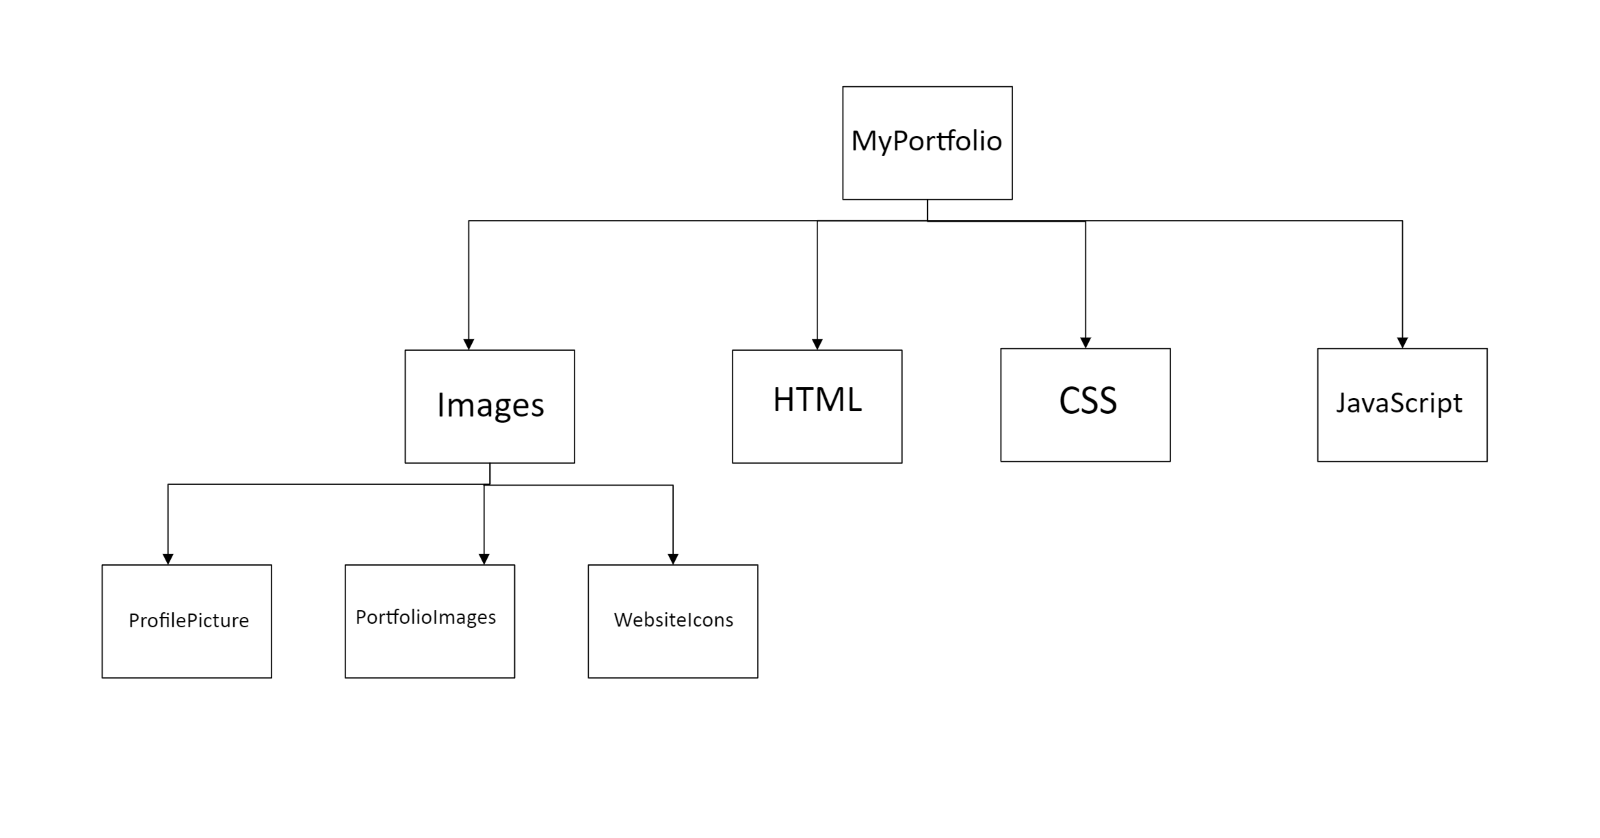 MyPortfolio
Images
HTML
CSS
JavaScript
ProfilePicture
PortfolioImages
WebsiteIcons